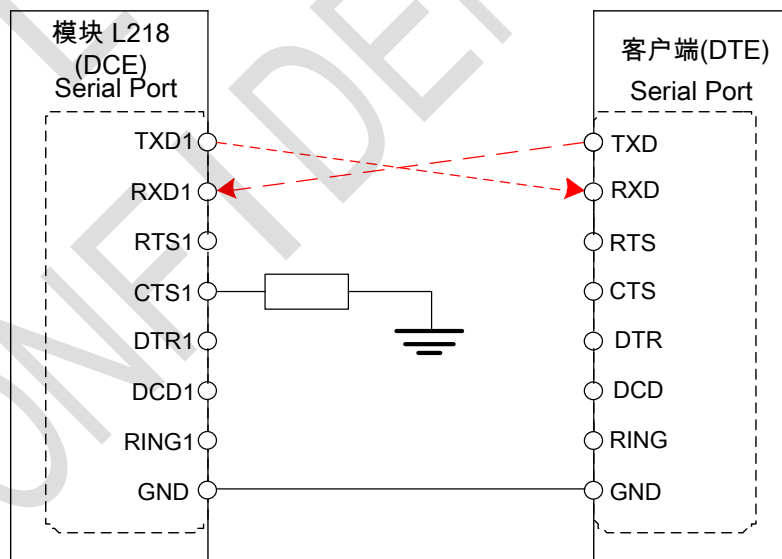 模块 L218
(DCE)
Serial Port
TXD1
RXD1
RTS1
CTS1
DTR1
DCD1
RING1
GND
客户端(DTE)
Serial Port
TXD
RXD
RTS
CTS
DTR
DCD
RING
GND